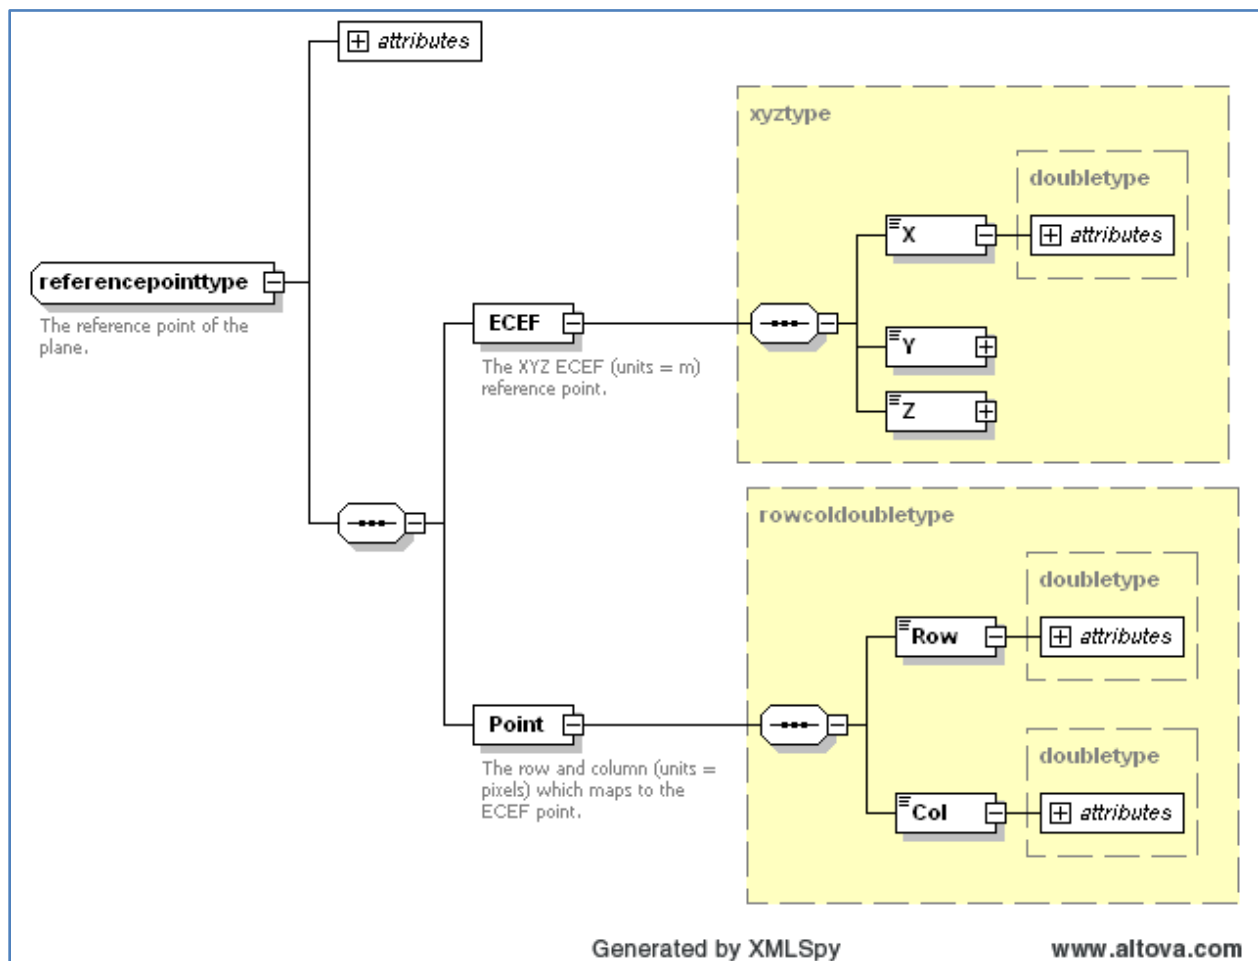 attributes
xyztype
doubletype
X
attributes
referencepointtype
The reference point of the
plane.
ECEF
The XYZ ECEF (units = m)
reference point.
Y
Z
rowcoldoubletype
doubletype
Row
attributes
Point
The row and column (units =
pixels) which maps to the
ECEF point.
doubletype
Col
attributes
Generated by XMLSpy
www.altova.com